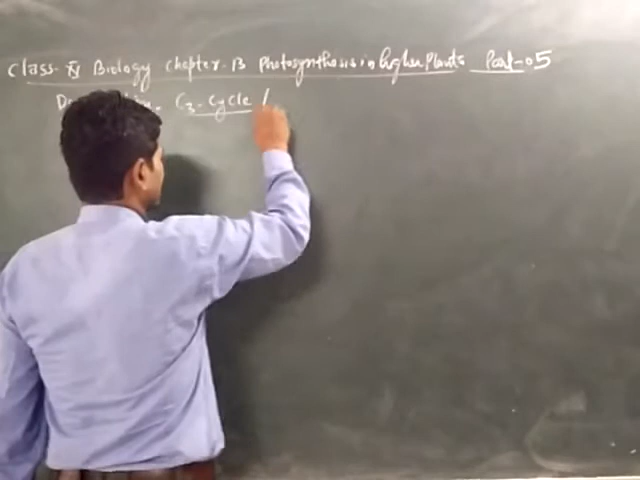 Class-XI Biology Chapter-13 Photosynthesis in higher Plants Part-05
C3-Cycle /